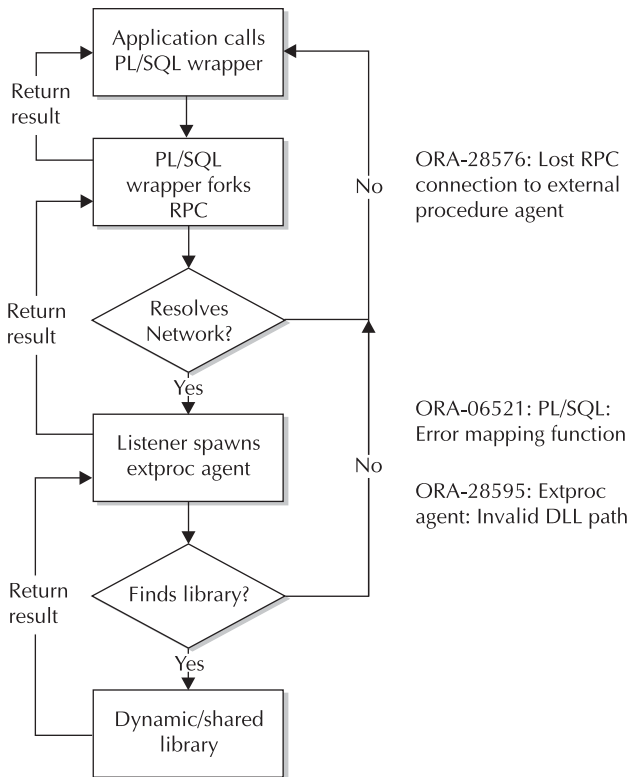 Application calls
PL/SQL wrapper
Return
result
PL/SQL
wrapper forks
RPC
No
ORA-28576: Lost RPC
connection to external
procedure agent
Resolves
Network?
Return
result
Yes
Listener spawns
extproc agent
No
ORA-06521: PL/SQL:
Error mapping function
ORA-28595: Extproc
agent: Invalid DLL path
Finds library?
Return
result
Yes
Dynamic/shared
library